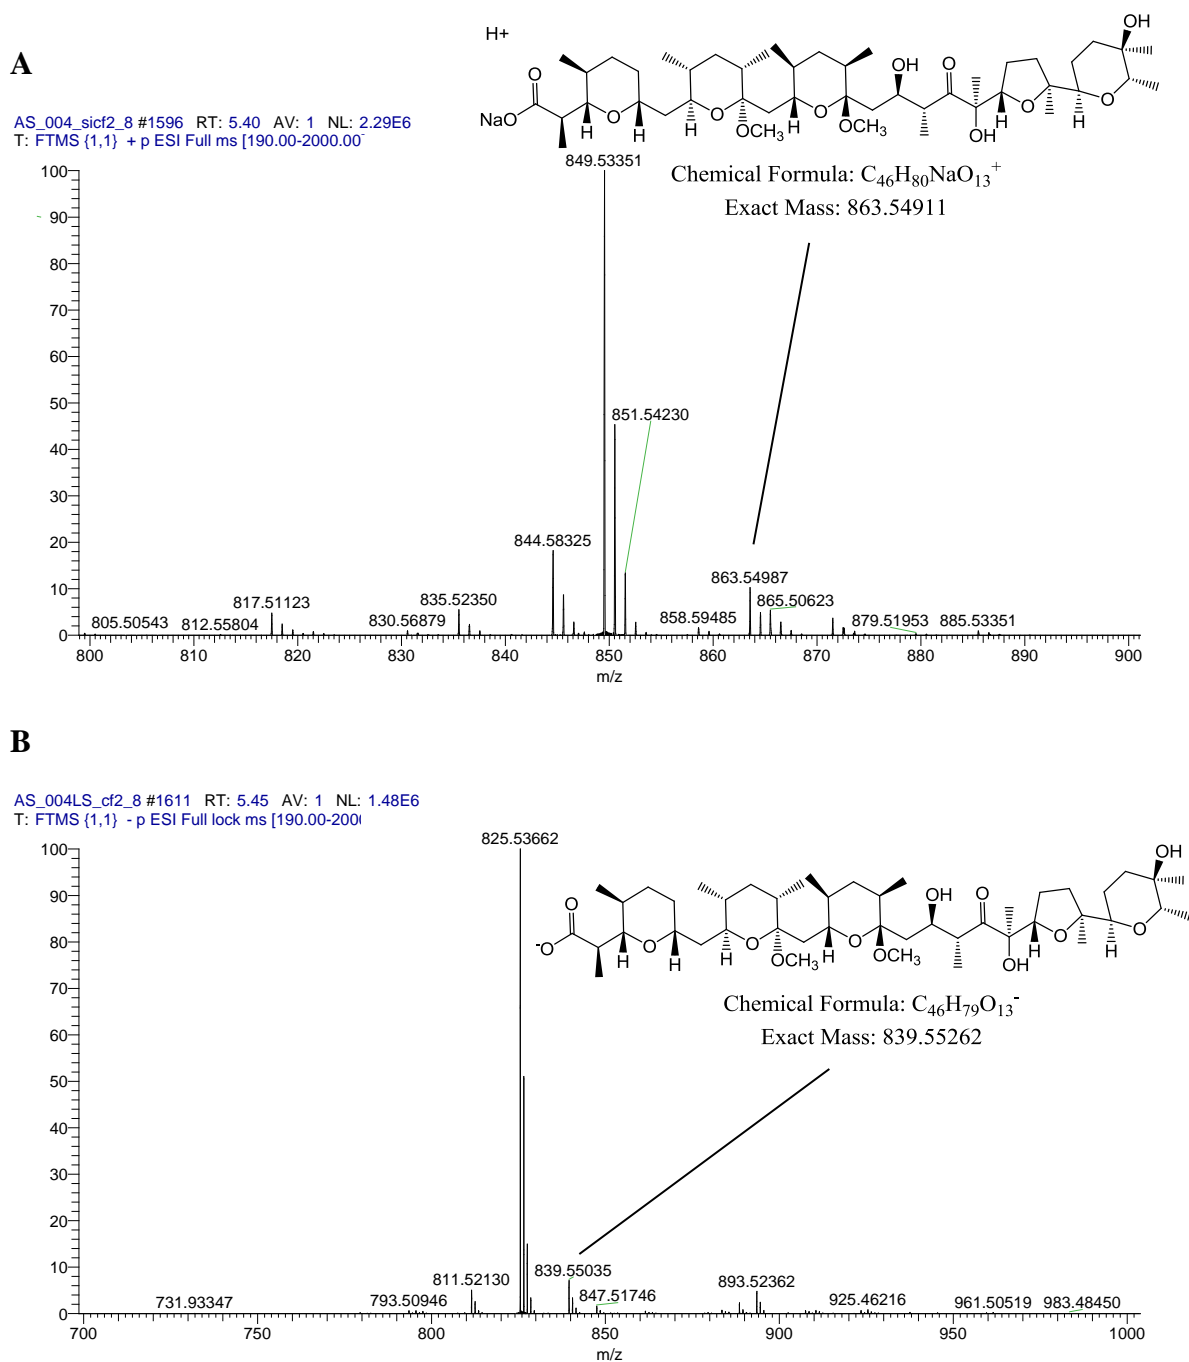 A
H+
OH
OH
O
O
NaO
H
H
O
H
O
OCH3
H
O
OCH3
OH
H
O
H
O
AS_004_sicf2_8 #1596 RT: 5.40 AV: 1 NL: 2.29E6
T: FTMS {1,1} + p ESI Full ms [190.00-2000.00
Chemical Formula: C46H80NaO13+
Exact Mass: 863.54911
849.53351
851.54230
844.58325
863.54987
865.50623
817.51123
835.52350
805.50543
812.55804
830.56879
858.59485
879.51953
885.53351
100
90
80
70
60
50
40
30
20
10
0
800 810 820 830 840 850 860 870 880 890 900
m/z
B
AS_004LS_cf2_8 #1611 RT: 5.45 AV: 1 NL: 1.48E6
T: FTMS {1,1} - p ESI Full lock ms [190.00-200
825.53662
OH
OH
O
O
-O
H
O
H
H
O
OCH3
H
O
OCH3
OH
H
O
H
O
Chemical Formula: C46H79O13-
Exact Mass: 839.55262
811.52130
839.55035
847.51746
893.52362
731.93347
793.50946
925.46216
961.50519
983.48450
100
90
80
70
60
50
40
30
20
10
0
700 750 800 850 900 950 1000
m/z